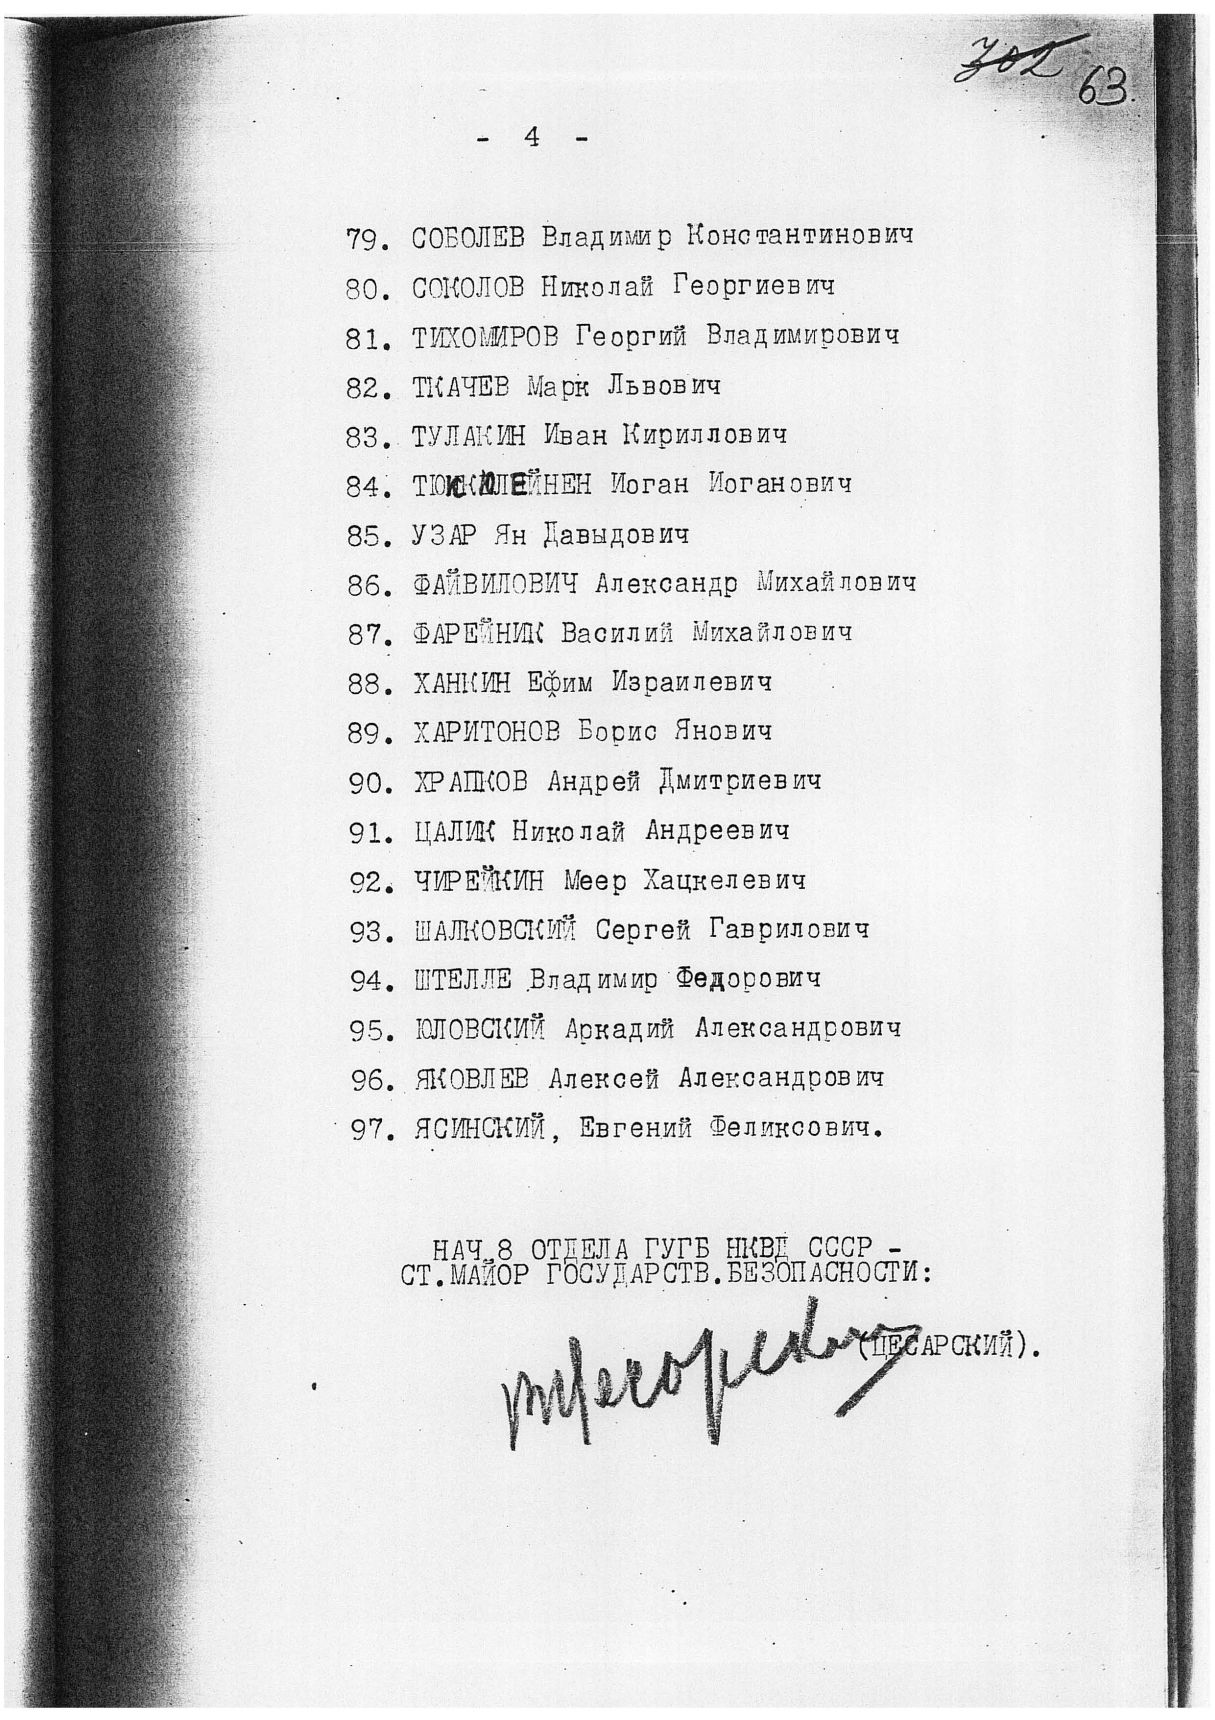 302
63.
- 4 -
79. СОБОЛЕВ Владимир Константинович
80. СОКОЛОВ Николай Георгиевич
81. ТИХОМИРОВ Георгий Владимирович
82. ТКАЧЕВ Марк Львович
83. ТУЛАКИН Иван Кириллович
84. ТЮККЮЛЕЙНЕН Иоган Иоганович
85. УЗАР Ян Давыдович
86. ФАЙВИЛОВИЧ Александр Михайлович
87. ФАРЕЙНИК Василий Михайлович
88. ХАНКИН Ефим Израилевич
89. ХАРИТОНОВ Борис Янович
90. ХРАПКОВ Андрей Дмитриевич
91. ЦАЛИК Николай Андреевич
92. ЧИРЕЙКИН Меер Хацкелевич
93. ШАЛКОВСКИЙ Сергей Гаврилович
94. ШТЕЛЛЕ Владимир Федорович
95. ЮЛОВСКИЙ Аркадий Александрович
96. ЯКОВЛЕВ Алексей Александрович
97. ЯСИНСКИЙ, Евгений Феликсович.
НАЧ.8 ОТДЕЛА ГУГБ НКВД СССР -
СТ.МАЙОР ГОСУДАРСТВ.БЕЗОПАСНОСТИ:
(ЦЕСАРСКИЙ).